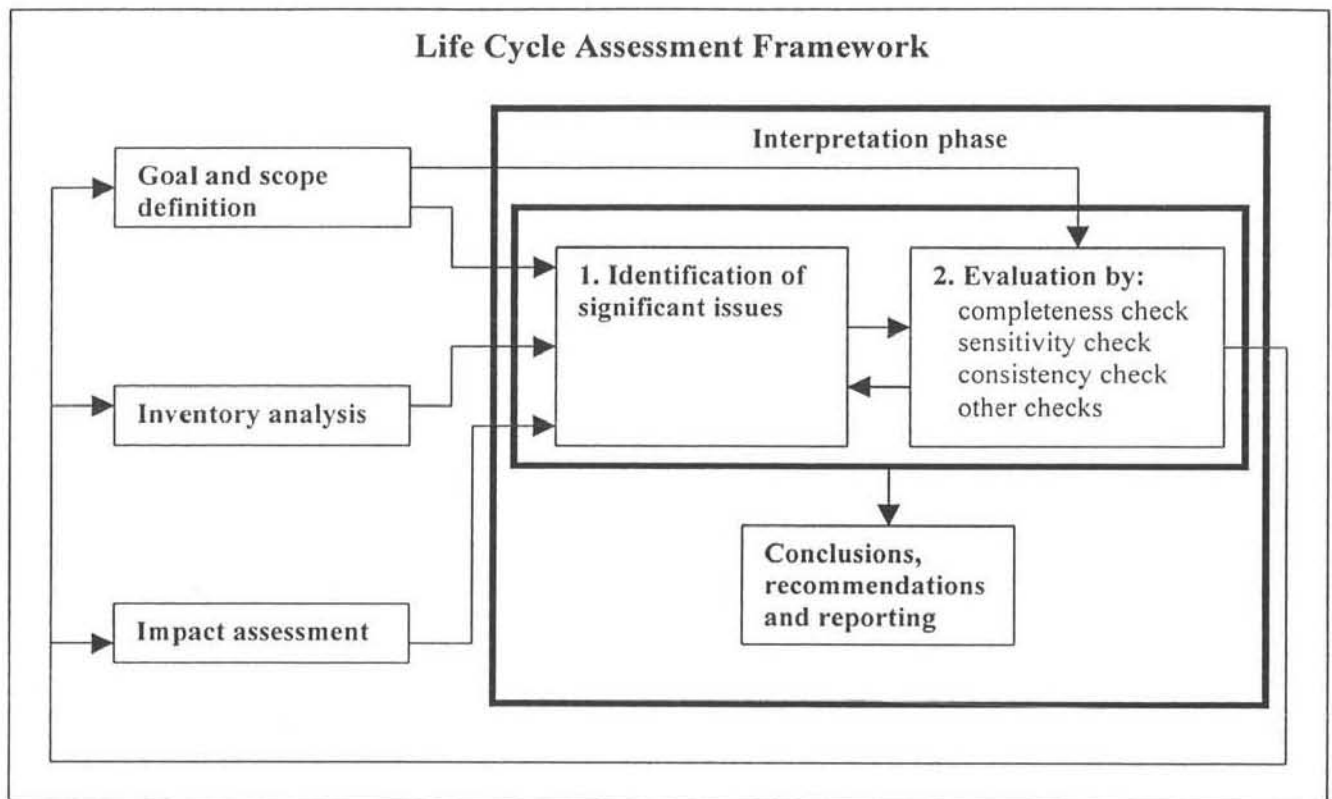 Life Cycle Assessment Framework
Interpretation phase
Goal and scope
definition
1. Identification of
significant issues
2. Evaluation by:
completeness check
sensitivity check
consistency check
other checks
Inventory analysis
Conclusions,
recommendations
and reporting
Impact assessment